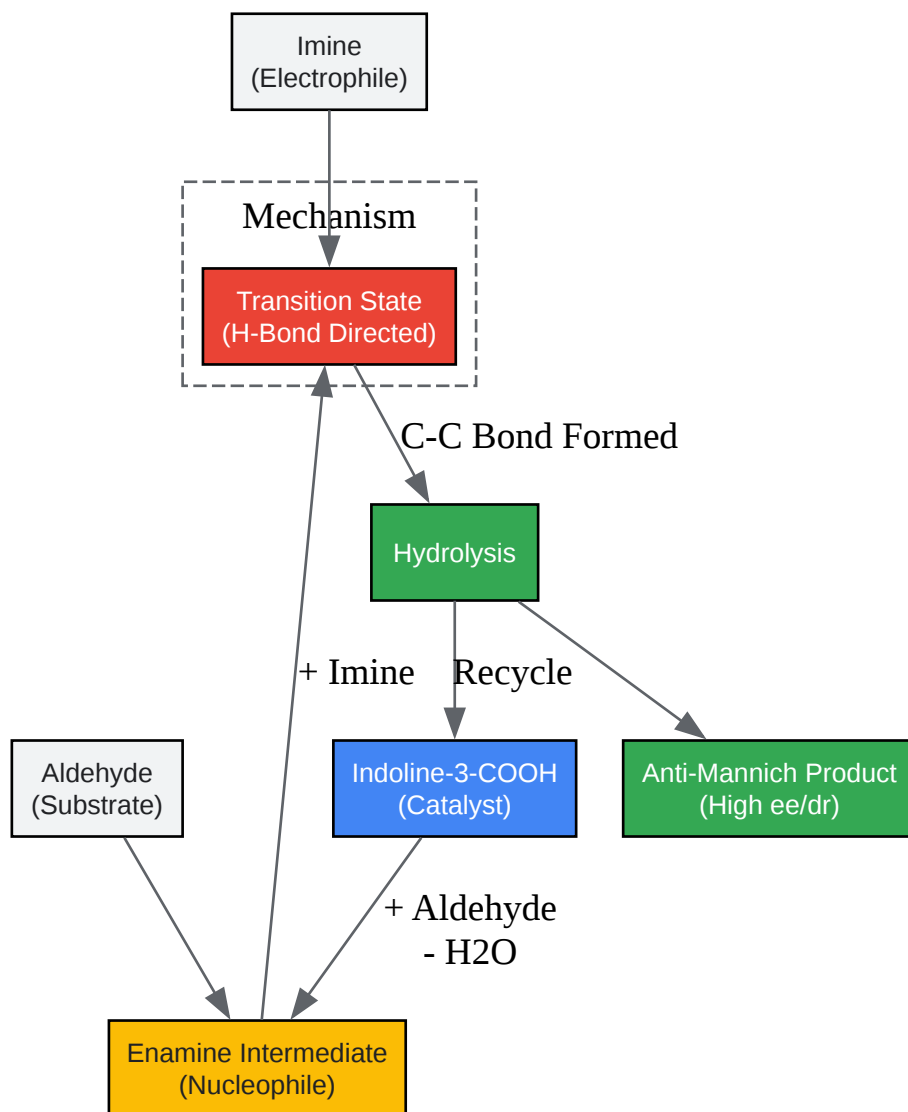 Imine
(Electrophile)
Mechanism
Transition State
(H-Bond Directed)
C-C Bond Formed
Hydrolysis
+ Imine
Recycle
Aldehyde
(Substrate)
Indoline-3-COOH
(Catalyst)
Anti-Mannich Product
(High ee/dr)
+ Aldehyde
- H2O
Enamine Intermediate
(Nucleophile)